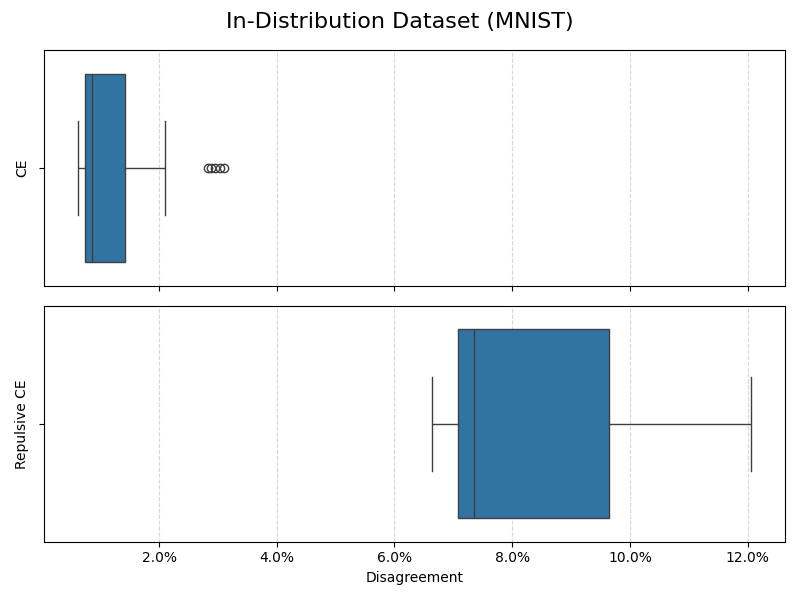 In-Distribution Dataset (MNIST)
CE
Repulsive CE
2.0% 4.0% 6.0% 8.0% 10.0% 12.0%
Disagreement